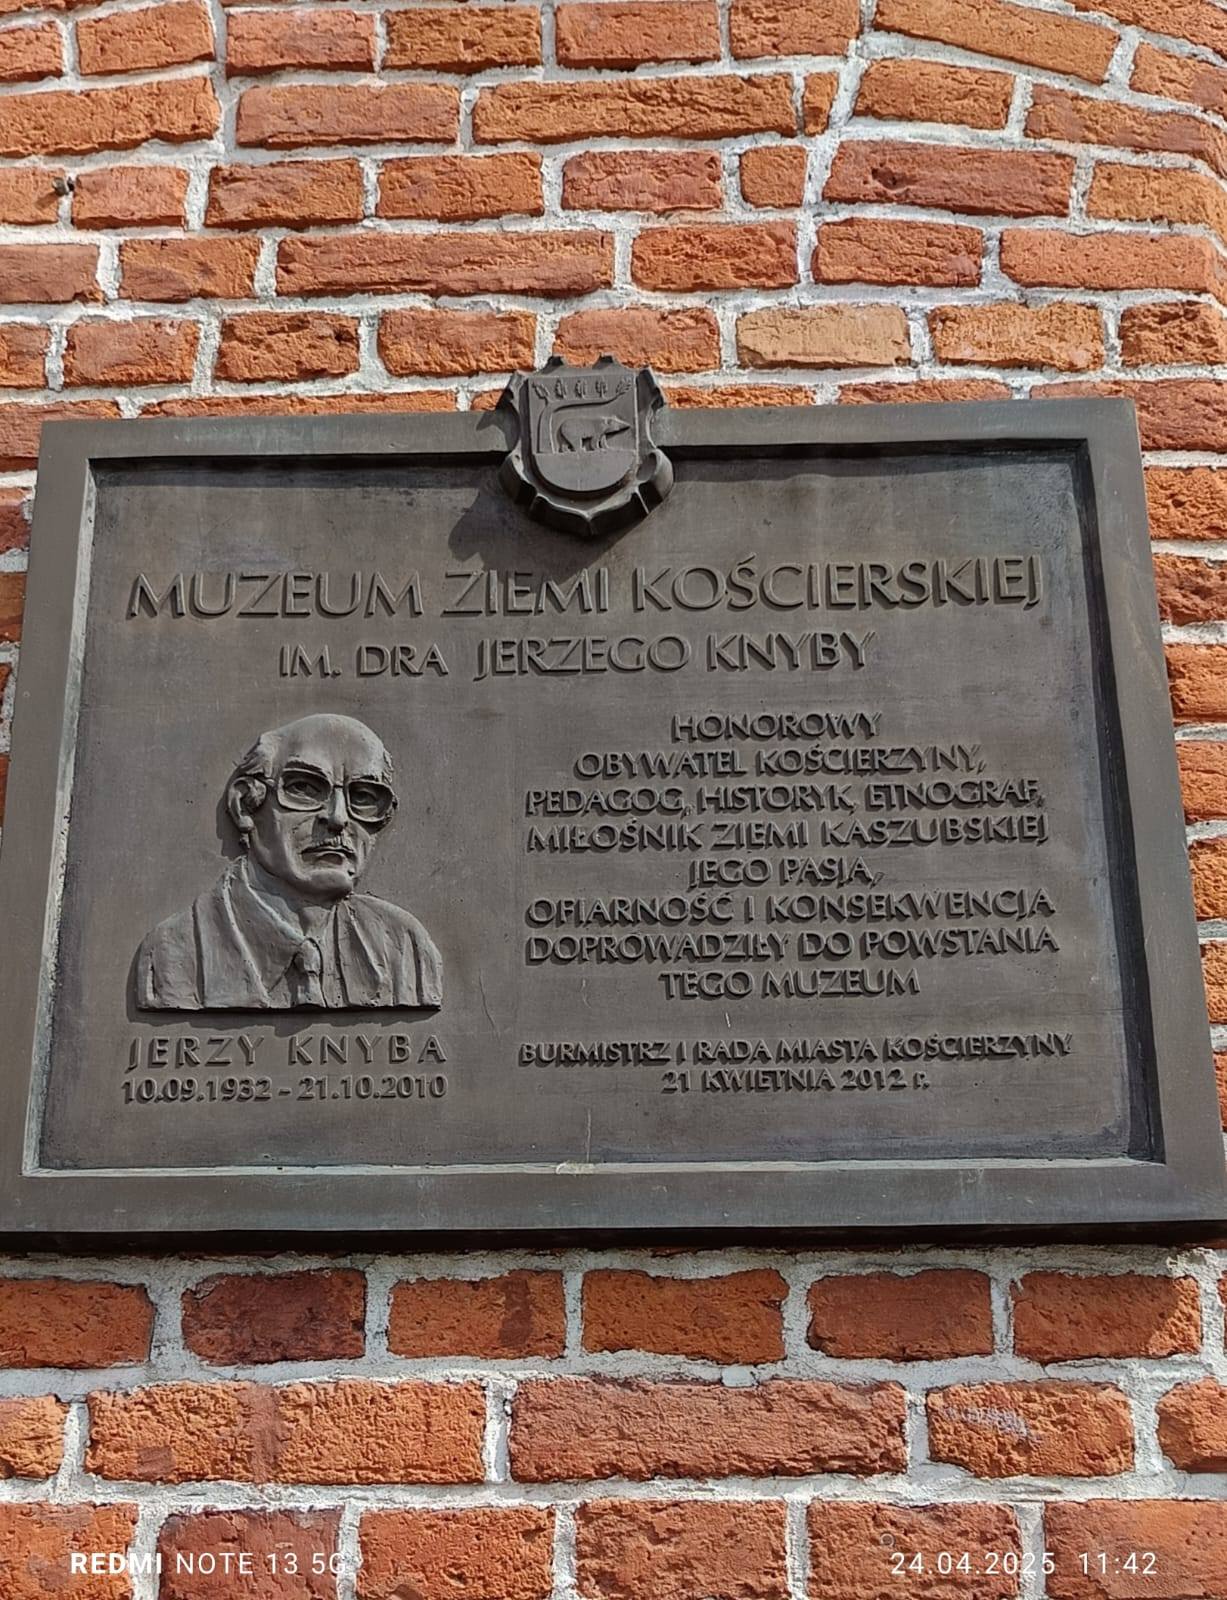 MUZEUM ZIEMI KOŚCIERSKIEJ
IM. DRA JERZEGO KNYBY
HONOROWY
OBYWATEL KOŚCIERZYNY,
PEDAGOG, HISTORYK, ETNOGRAF,
MIŁOŚNIK ZIEMI KASZUBSKIEJ
JEGO PASJA,
OFIARNOŚĆ I KONSEKWENCJA
DOPROWADZIŁY DO POWSTANIA
TEGO MUZEUM
JERZY KNYBA
10.09.1932 - 21.10.2010
BURMISTRZ I RADA MIASTA KOŚCIERZYNY
21 KWIETNIA 2012 r.
REDMI NOTE 13 5G
24.04.2025 11:42